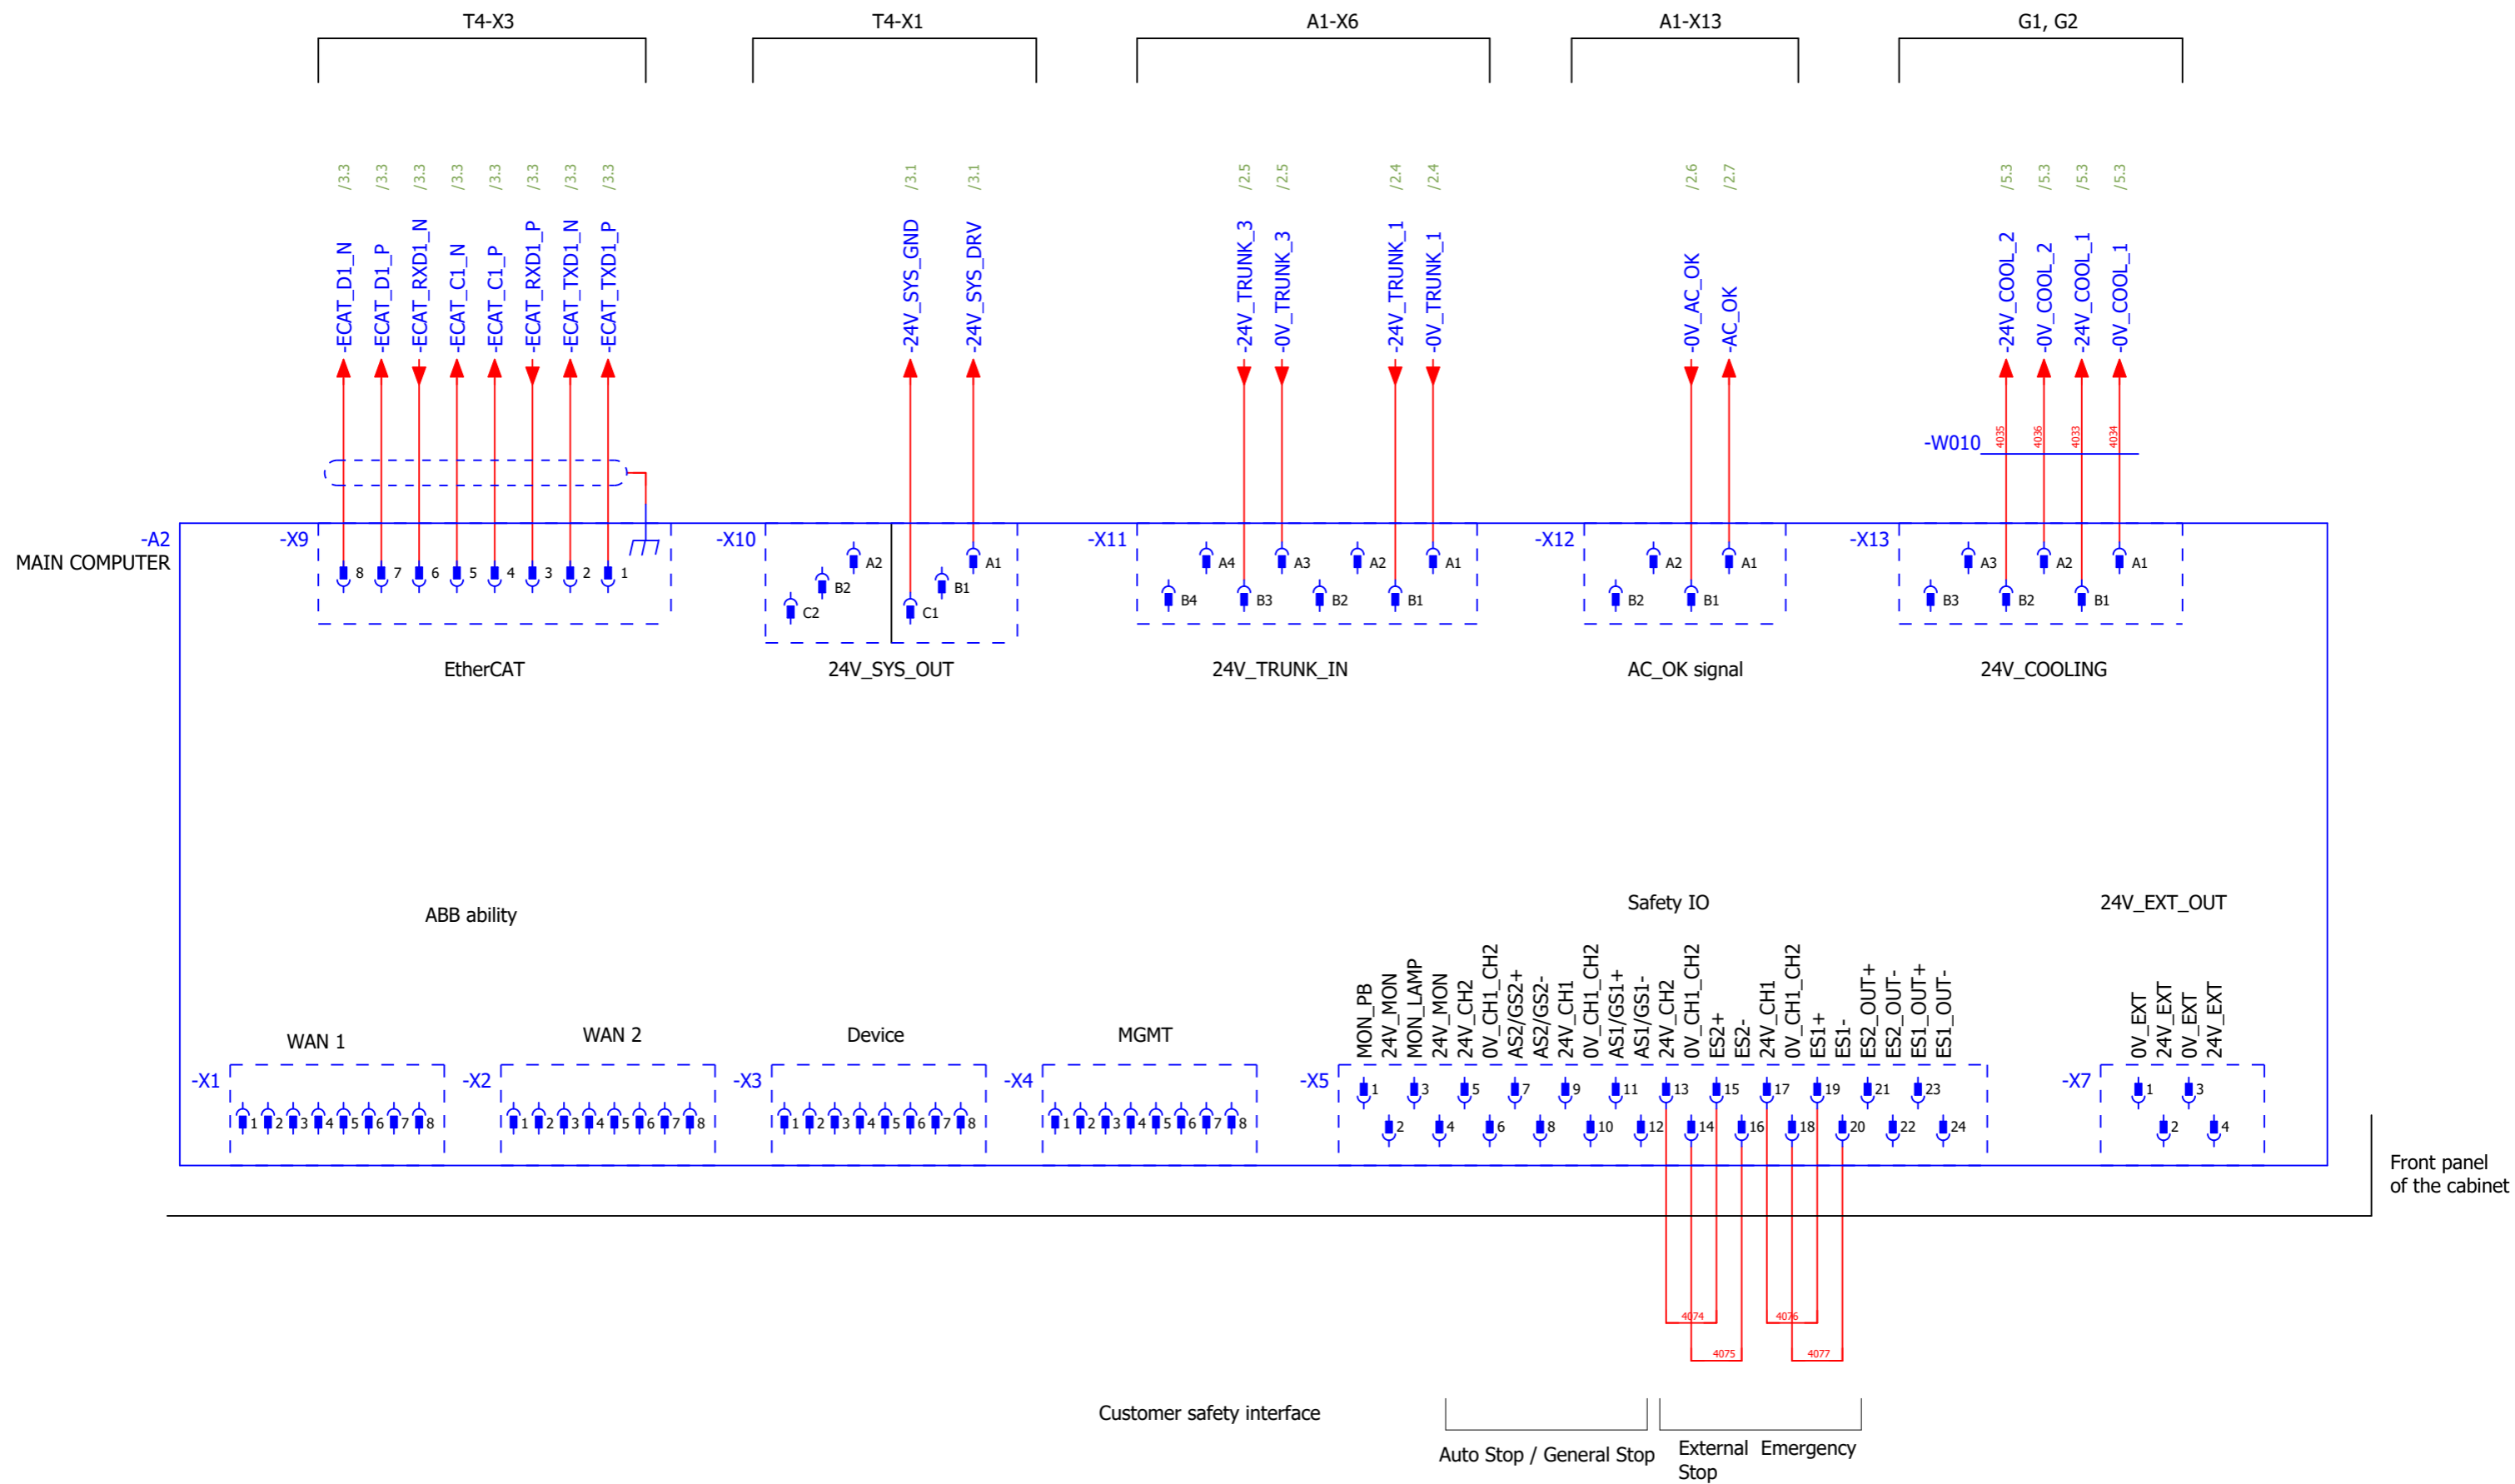 T4-X3 T4-X1 A1-X6 A1-X13 G1, G2
/3.3 /3.3 /3.3 /3.3 /3.3 /3.3 /3.3 /3.3 /3.1 /3.1 /2.5 /2.5 /2.4 /2.4 /2.6 /2.7 /5.3 /5.3 /5.3 /5.3
-ECAT_D1_N
-ECAT_D1_P
-ECAT_RXD1_N
-ECAT_C1_N
-ECAT_C1_P
-ECAT_RXD1_P
-ECAT_TXD1_N
-ECAT_TXD1_P
-24V_SYS_GND
-24V_SYS_DRV
-24V_TRUNK_3
-0V_TRUNK_3
-24V_TRUNK_1
-0V_TRUNK_1
-0V_AC_OK
-AC_OK
-24V_COOL_2
-0V_COOL_2
-24V_COOL_1
-0V_COOL_1
-W010 4035 4036 4033 4034
-A2
MAIN COMPUTER
-X9
8 7 6 5 4 3 2 1
EtherCAT
-X10
A2 A1
B2 B1
C2 C1
24V_SYS_OUT
-X11
A4 A3 A2 A1
B4 B3 B2 B1
24V_TRUNK_IN
-X12
A2 A1
B2 B1
AC_OK signal
-X13
A3 A2 A1
B3 B2 B1
24V_COOLING
ABB ability
Safety IO
24V_EXT_OUT
WAN 1
-X1
1 2 3 4 5 6 7 8
WAN 2
-X2
1 2 3 4 5 6 7 8
Device
-X3
1 2 3 4 5 6 7 8
MGMT
-X4
1 2 3 4 5 6 7 8
MON_PB
24V_MON
MON_LAMP
24V_MON
24V_CH2
0V_CH1_CH2
AS2/GS2+
AS2/GS2-
24V_CH1
0V_CH1_CH2
AS1/GS1+
AS1/GS1-
24V_CH2
0V_CH1_CH2
ES2+
ES2-
24V_CH1
0V_CH1_CH2
ES1+
ES1-
ES2_OUT+
ES2_OUT-
ES1_OUT+
ES1_OUT-
-X5
1 3 5 7 9 11 13 15 17 19 21 23
2 4 6 8 10 12 14 16 18 20 22 24
0V_EXT
24V_EXT
0V_EXT
24V_EXT
-X7
1 3
2 4
Front panel
of the cabinet
4074 4076
4075 4077
Customer safety interface
Auto Stop / General Stop
External Emergency
Stop